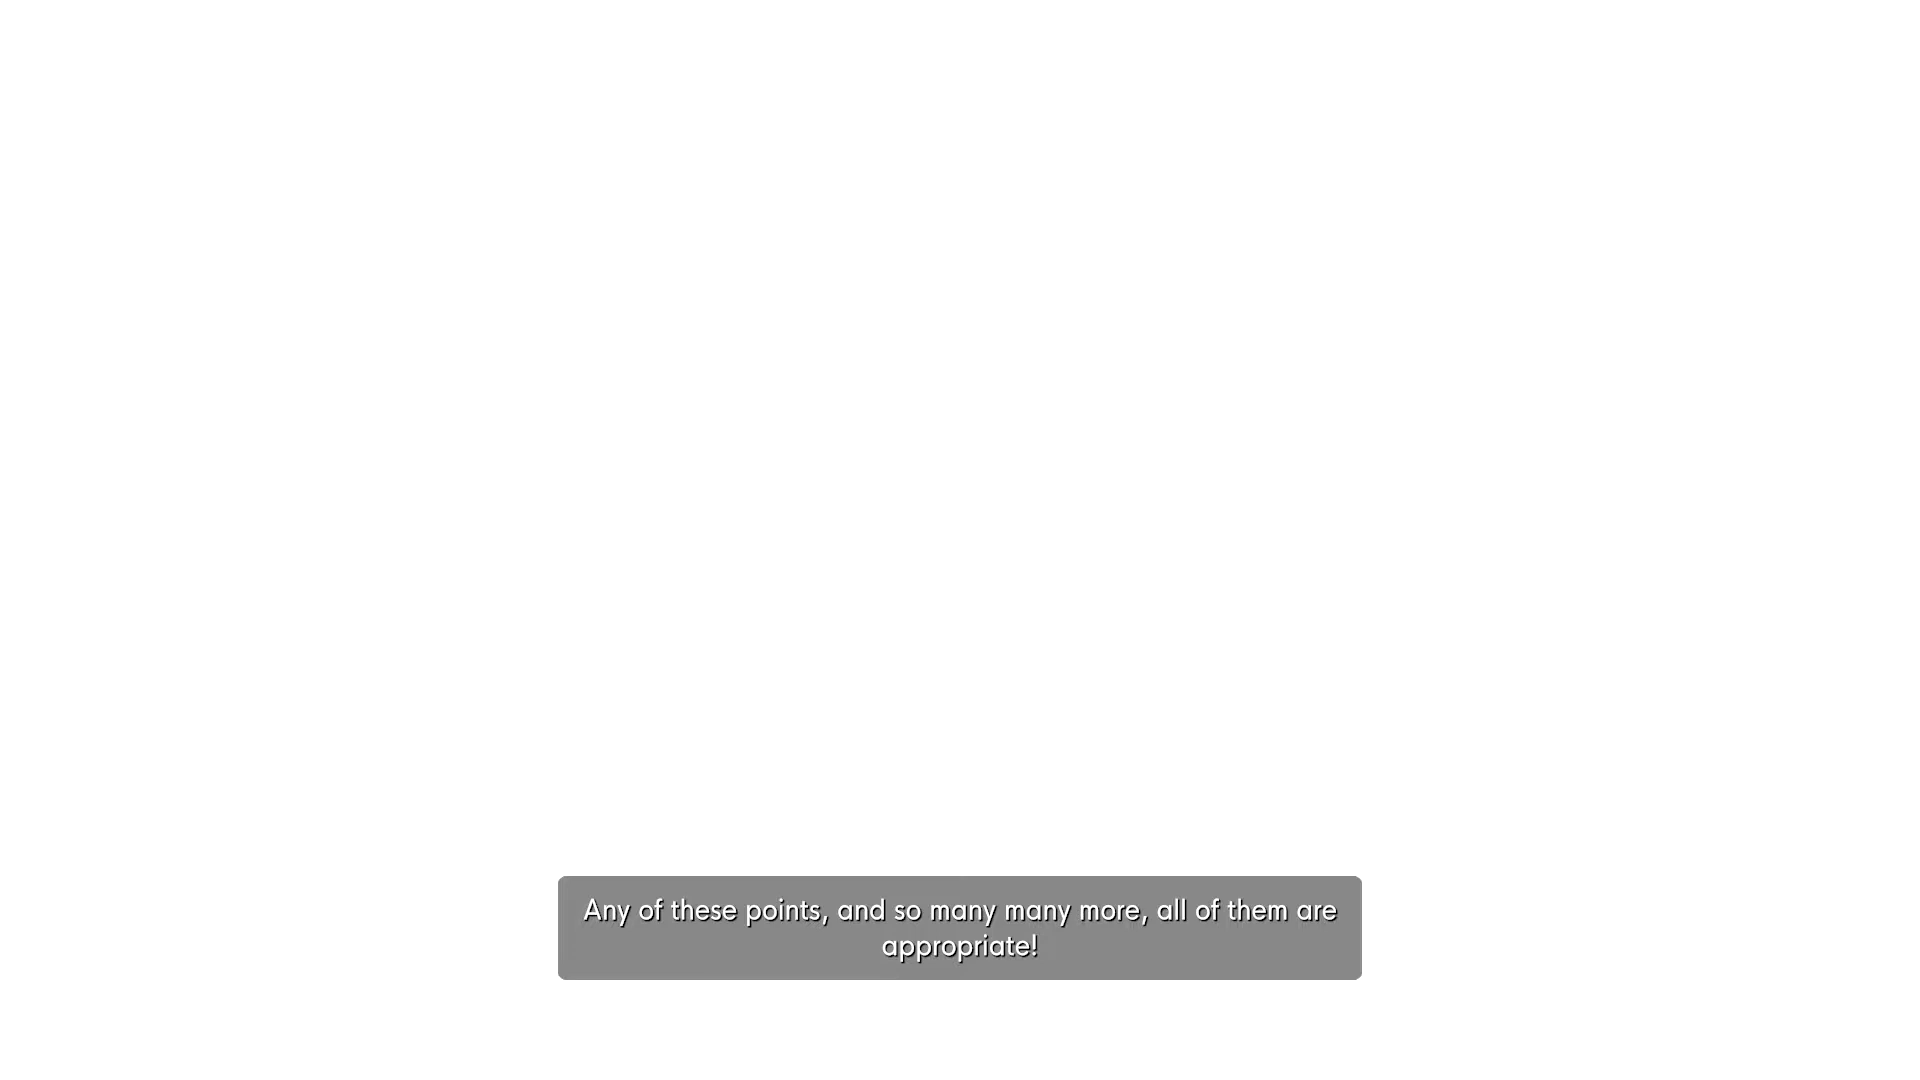 Any of these points, and so many many more, all of them are
appropriate!